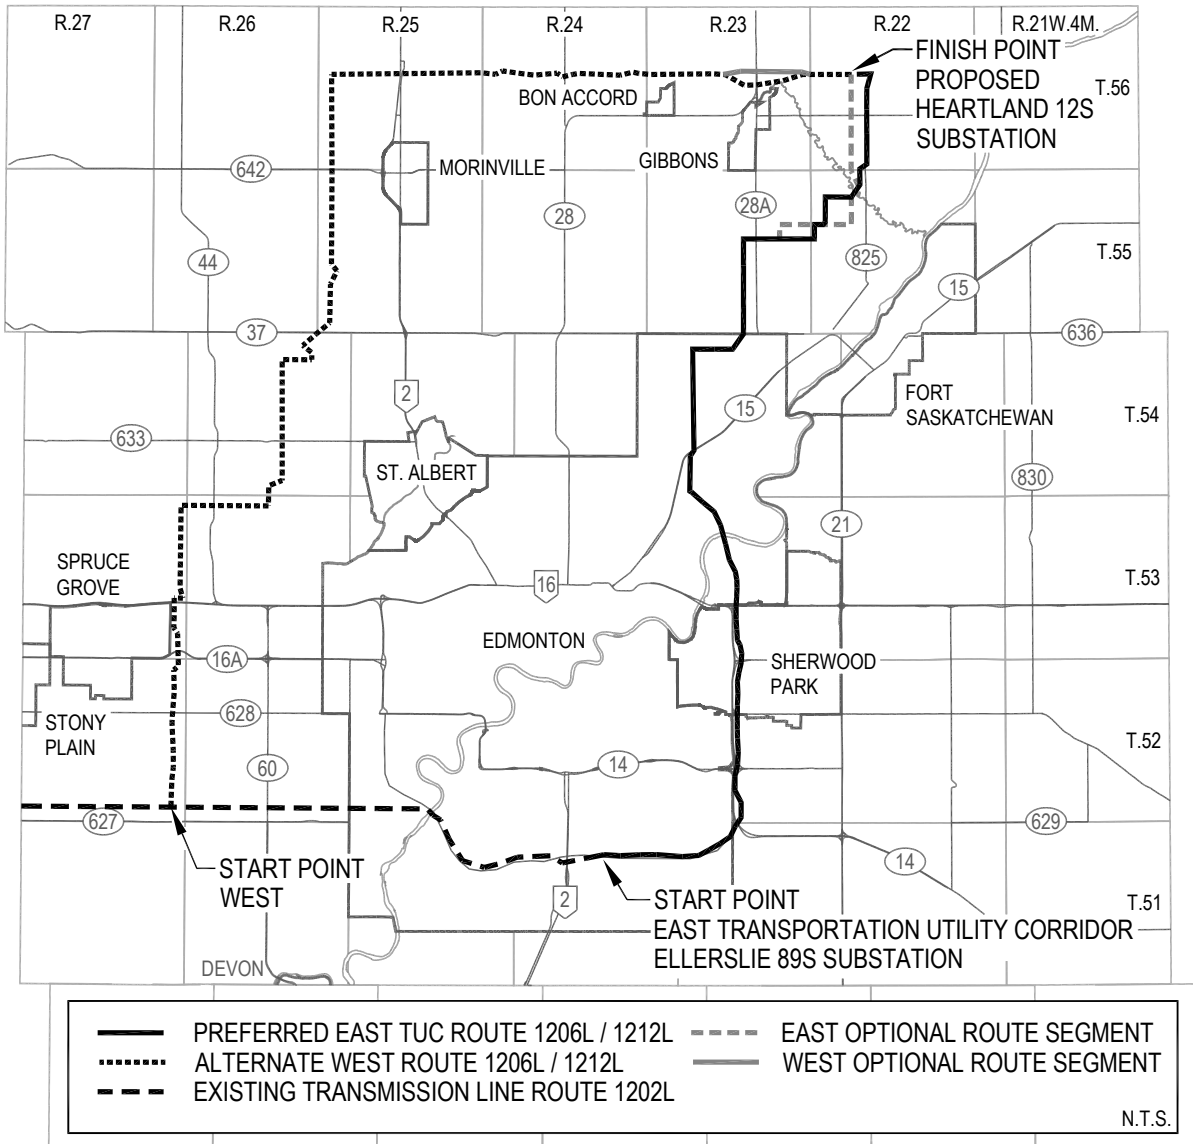 R.27
R.26
R.25
R.24
R.23
R.22
R.21W.4M.
FINISH POINT
PROPOSED
HEARTLAND 12S
SUBSTATION
T.56
BON ACCORD
GIBBONS
MORINVILLE
642
28
28A
44
825
T.55
15
37
636
2
FORT
SASKATCHEWAN
15
T.54
633
ST. ALBERT
830
21
SPRUCE
GROVE
16
T.53
EDMONTON
16A
SHERWOOD
PARK
628
STONY
PLAIN
T.52
60
14
627
629
START POINT
WEST
14
2
START POINT
EAST TRANSPORTATION UTILITY CORRIDOR
ELLERSLIE 89S SUBSTATION
T.51
DEVON
PREFERRED EAST TUC ROUTE 1206L / 1212L
ALTERNATE WEST ROUTE 1206L / 1212L
EXISTING TRANSMISSION LINE ROUTE 1202L
EAST OPTIONAL ROUTE SEGMENT
WEST OPTIONAL ROUTE SEGMENT
N.T.S.